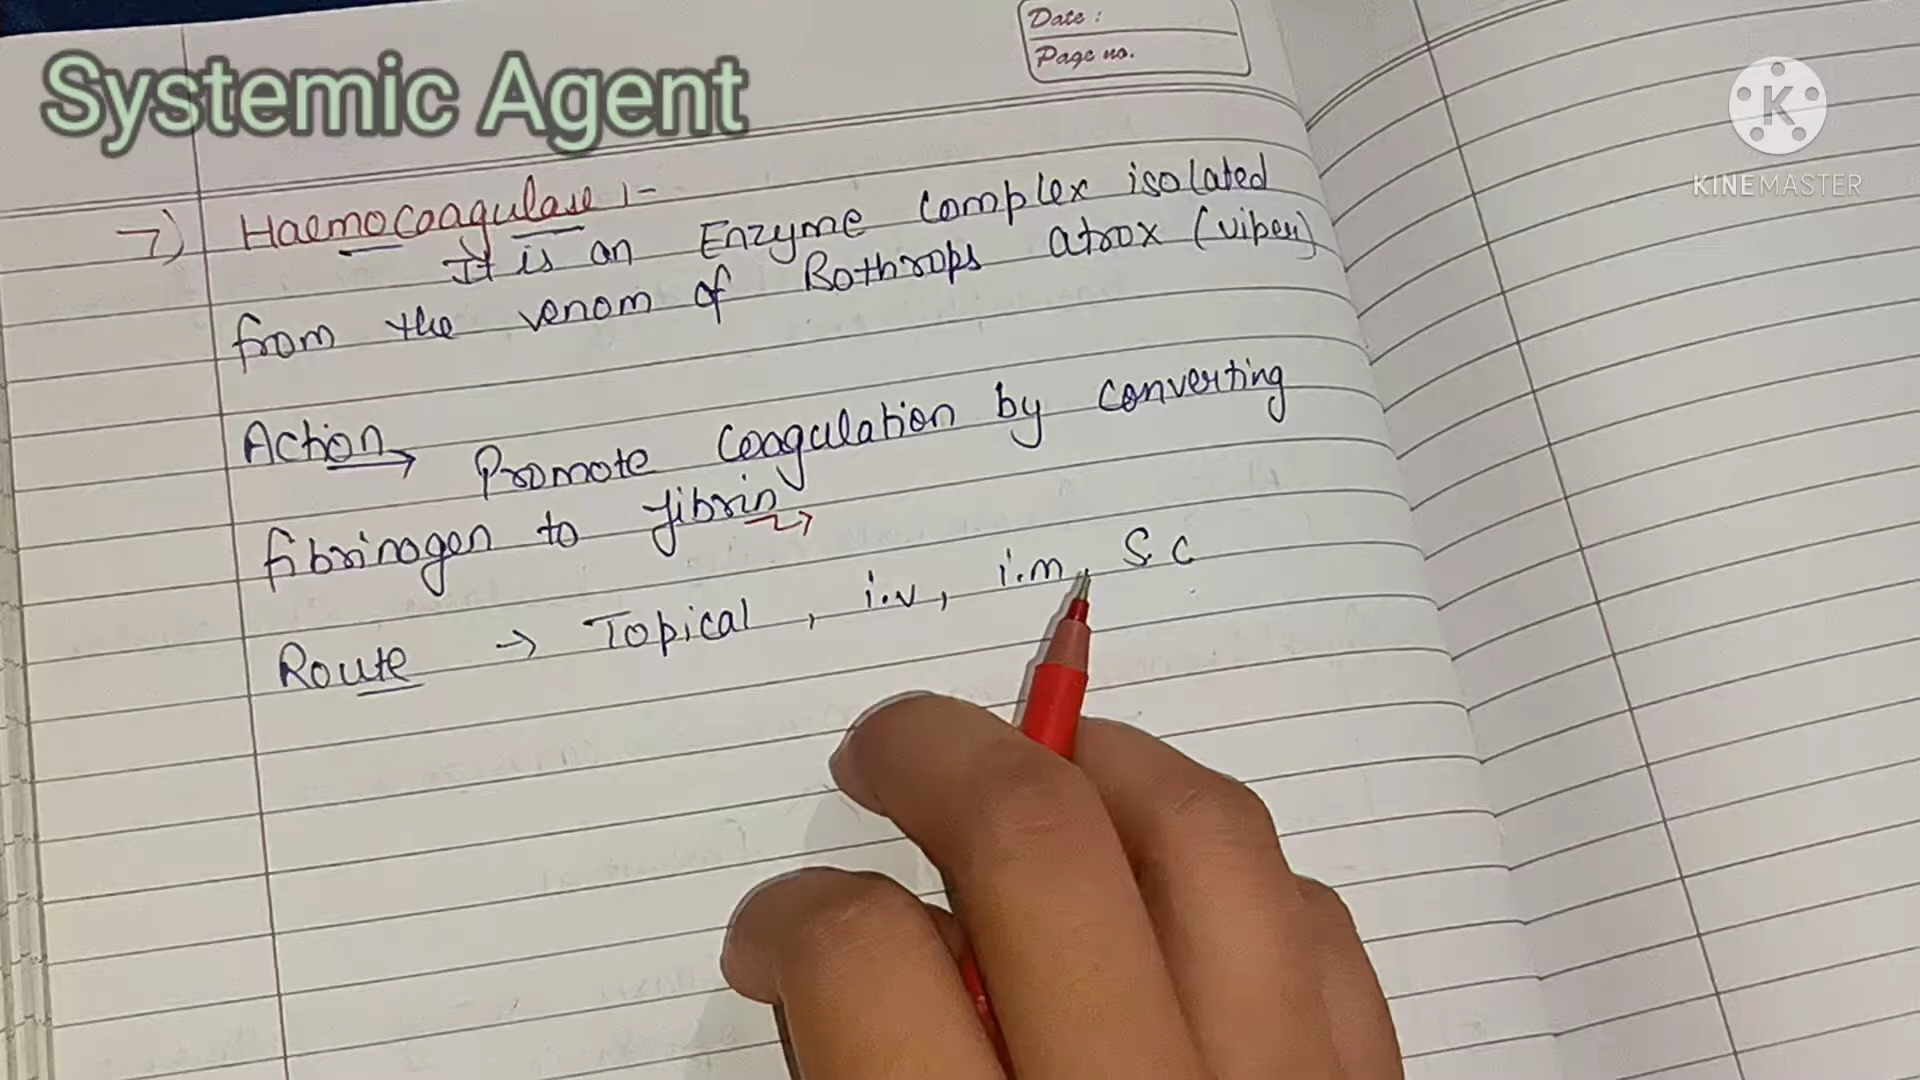 Date :
Page no.
Systemic Agent
K
KINEMASTER
7) Haemocoagulase :-
It is an Enzyme complex isolated
from the venom of Bothrops atrox (viper)
Action → Promote coagulation by converting
fibrinogen to fibrin
Route → Topical , i.v, i.m, S C